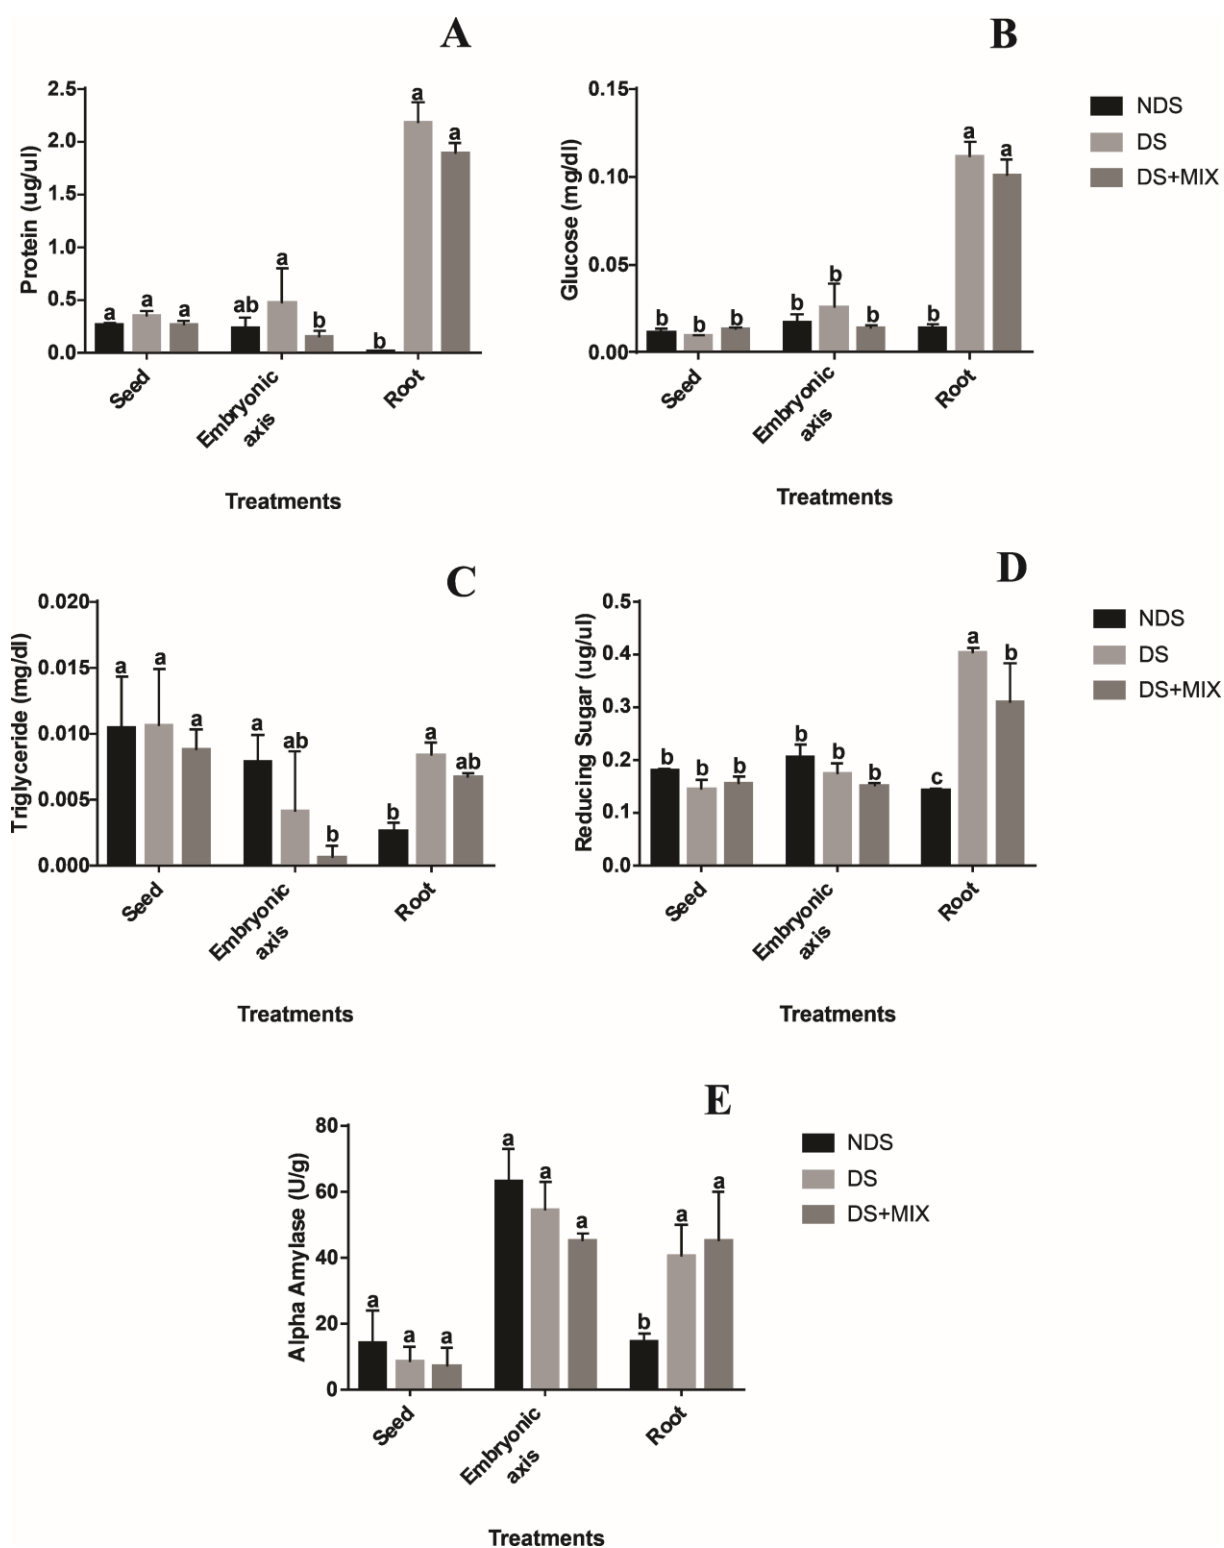 A
2.5
2.0
1.5
1.0
0.5
0.0
Protein (ug/ul)
a a a
ab a b
b a a
Seed
Embryonic
axis
Root
Treatments
B
0.15
0.10
0.05
0.00
Glucose (mg/dl)
b b b
b b b
b a a
Seed
Embryonic
axis
Root
Treatments
NDS
DS
DS+MIX
C
0.020
0.015
0.010
0.005
0.000
Triglyceride (mg/dl)
a a a
a ab b
b a ab
Seed
Embryonic
axis
Root
Treatments
D
0.5
0.4
0.3
0.2
0.1
0.0
Reducing Sugar (ug/ul)
b b b
b b b
c a b
Seed
Embryonic
axis
Root
Treatments
NDS
DS
DS+MIX
E
80
60
40
20
0
Alpha Amylase (U/g)
a a a
a a a
b a a
Seed
Embryonic
axis
Root
Treatments
NDS
DS
DS+MIX